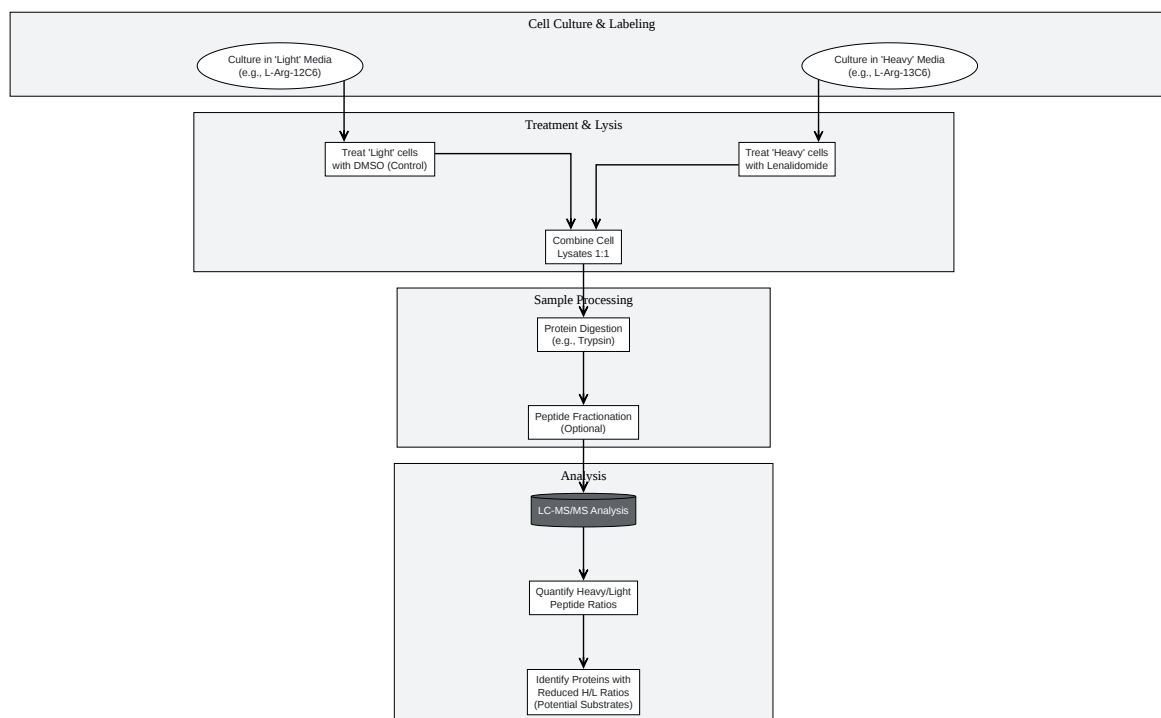 Cell Culture & Labeling
Culture in 'Light' Media
(e.g., L-Arg-12C6)
Culture in 'Heavy' Media
(e.g., L-Arg-13C6)
Treatment & Lysis
Treat 'Light' cells
with DMSO (Control)
Treat 'Heavy' cells
with Lenalidomide
Combine Cell
Lysates 1:1
Sample Processing
Protein Digestion
(e.g., Trypsin)
Peptide Fractionation
(Optional)
Analysis
LC-MS/MS Analysis
Quantify Heavy/Light
Peptide Ratios
Identify Proteins with
Reduced H/L Ratios
(Potential Substrates)